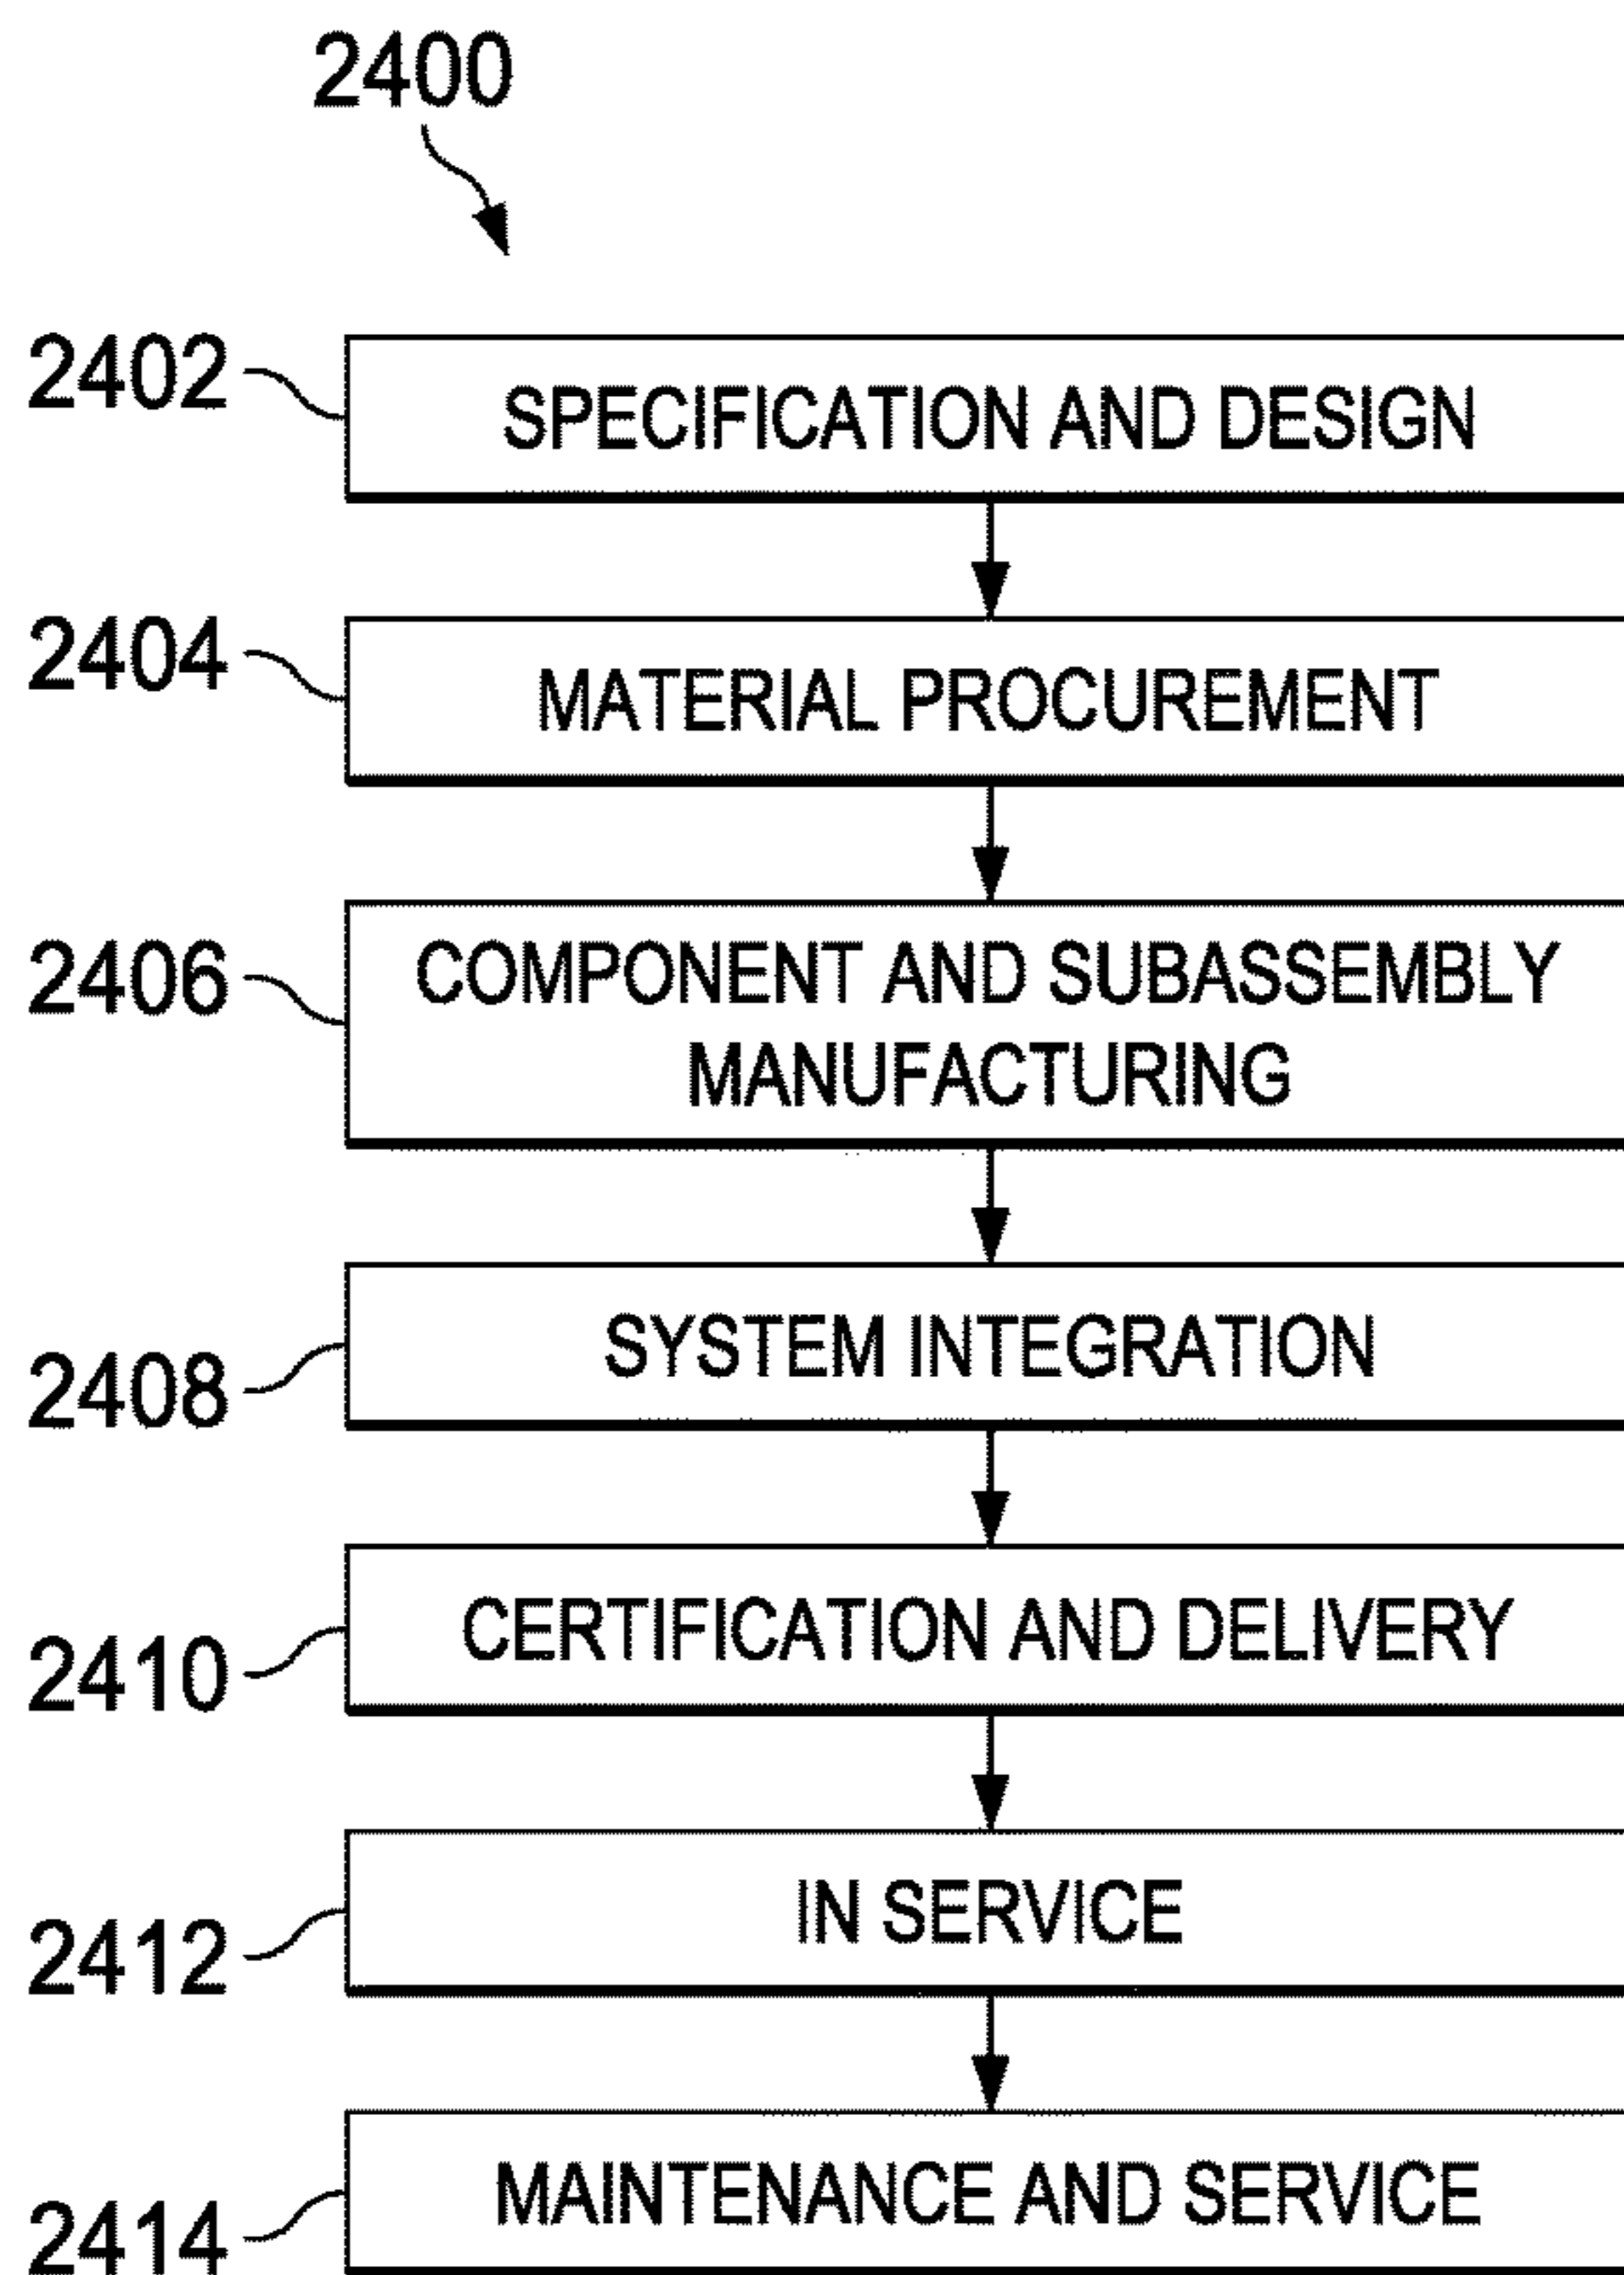 2400
2402
SPECIFICATION AND DESIGN
2404
MATERIAL PROCUREMENT
2406
COMPONENT AND SUBASSEMBLY
MANUFACTURING
2408
SYSTEM INTEGRATION
2410
CERTIFICATION AND DELIVERY
2412
IN SERVICE
2414
MAINTENANCE AND SERVICE